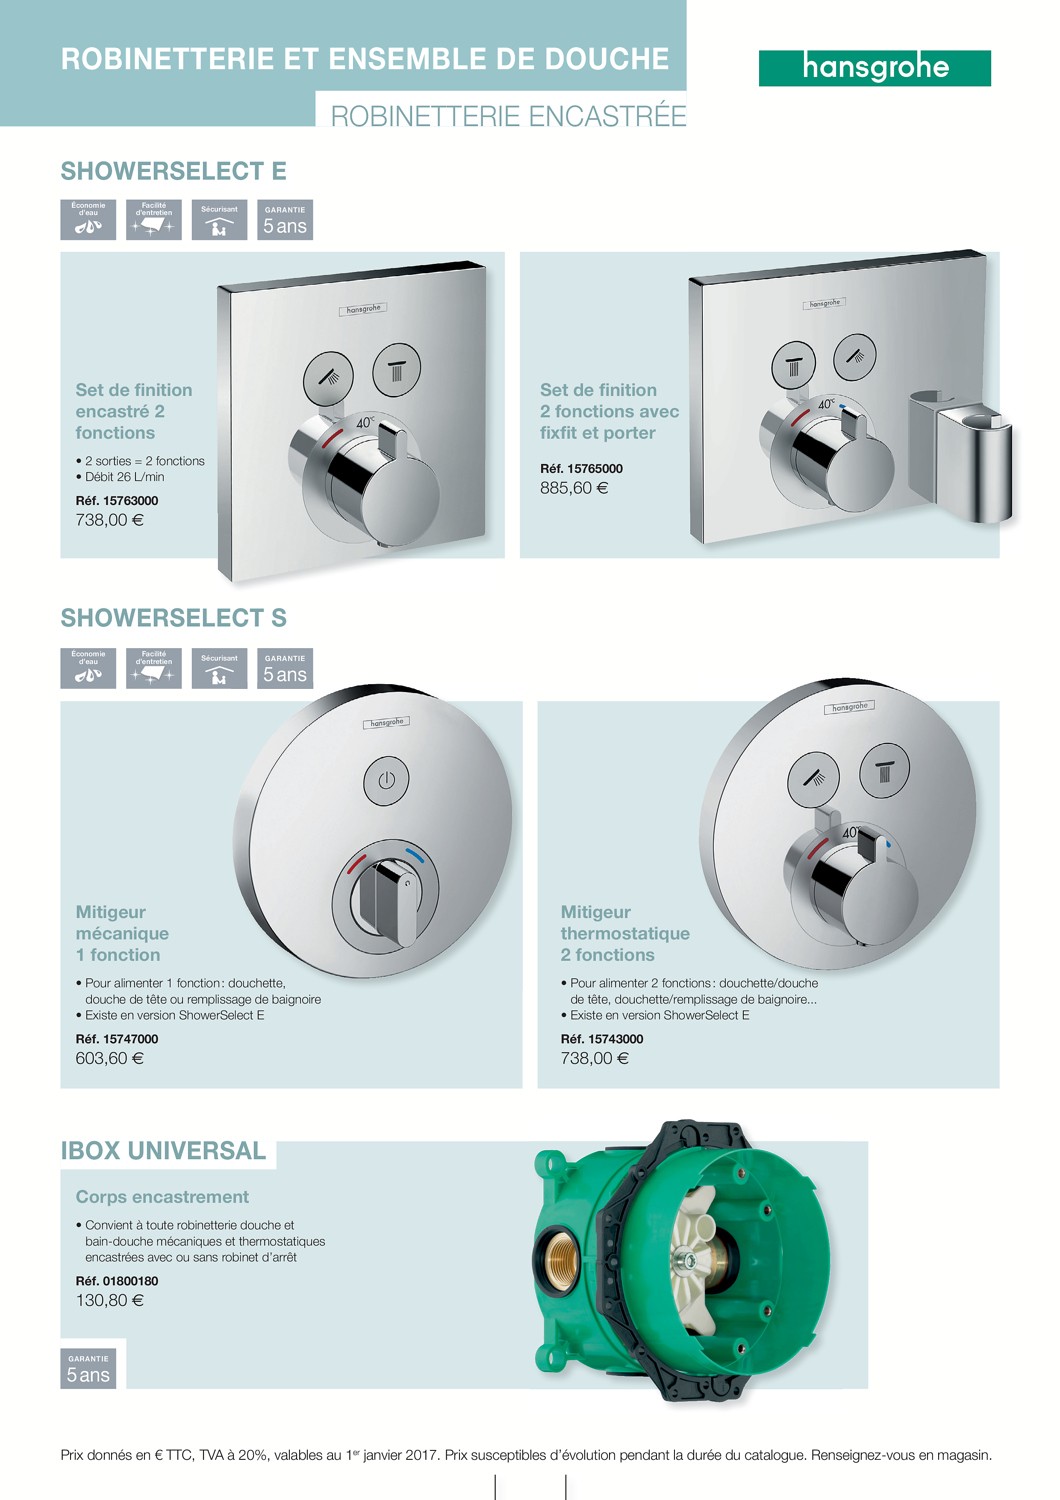 ROBINETTERIE ET ENSEMBLE DE DOUCHE
hansgrohe
ROBINETTERIE ENCASTRÉE
SHOWERSELECT E
Économie d'eau
Facilité d'entretien
Sécurisant
GARANTIE 5 ans
hansgrohe
40°C
Set de finition
encastré 2
fonctions
• 2 sorties = 2 fonctions
• Débit 26 L/min
Réf. 15763000
738,00 €
hansgrohe
40°C
Set de finition
2 fonctions avec
fixfit et porter
Réf. 15765000
885,60 €
SHOWERSELECT S
Économie d'eau
Facilité d'entretien
Sécurisant
GARANTIE 5 ans
hansgrohe
Mitigeur
mécanique
1 fonction
• Pour alimenter 1 fonction : douchette,
douche de tête ou remplissage de baignoire
• Existe en version ShowerSelect E
Réf. 15747000
603,60 €
hansgrohe
40°
Mitigeur
thermostatique
2 fonctions
• Pour alimenter 2 fonctions : douchette/douche
de tête, douchette/remplissage de baignoire...
• Existe en version ShowerSelect E
Réf. 15743000
738,00 €
IBOX UNIVERSAL
Corps encastrement
• Convient à toute robinetterie douche et
bain-douche mécaniques et thermostatiques
encastrées avec ou sans robinet d'arrêt
Réf. 01800180
130,80 €
GARANTIE 5 ans
Prix donnés en € TTC, TVA à 20%, valables au 1er janvier 2017. Prix susceptibles d'évolution pendant la durée du catalogue. Renseignez-vous en magasin.